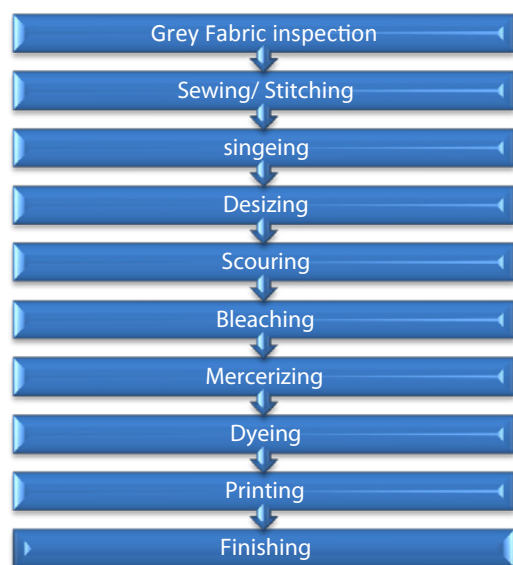 Grey Fabric inspection
Sewing/ Stitching
singeing
Desizing
Scouring
Bleaching
Mercerizing
Dyeing
Printing
Finishing